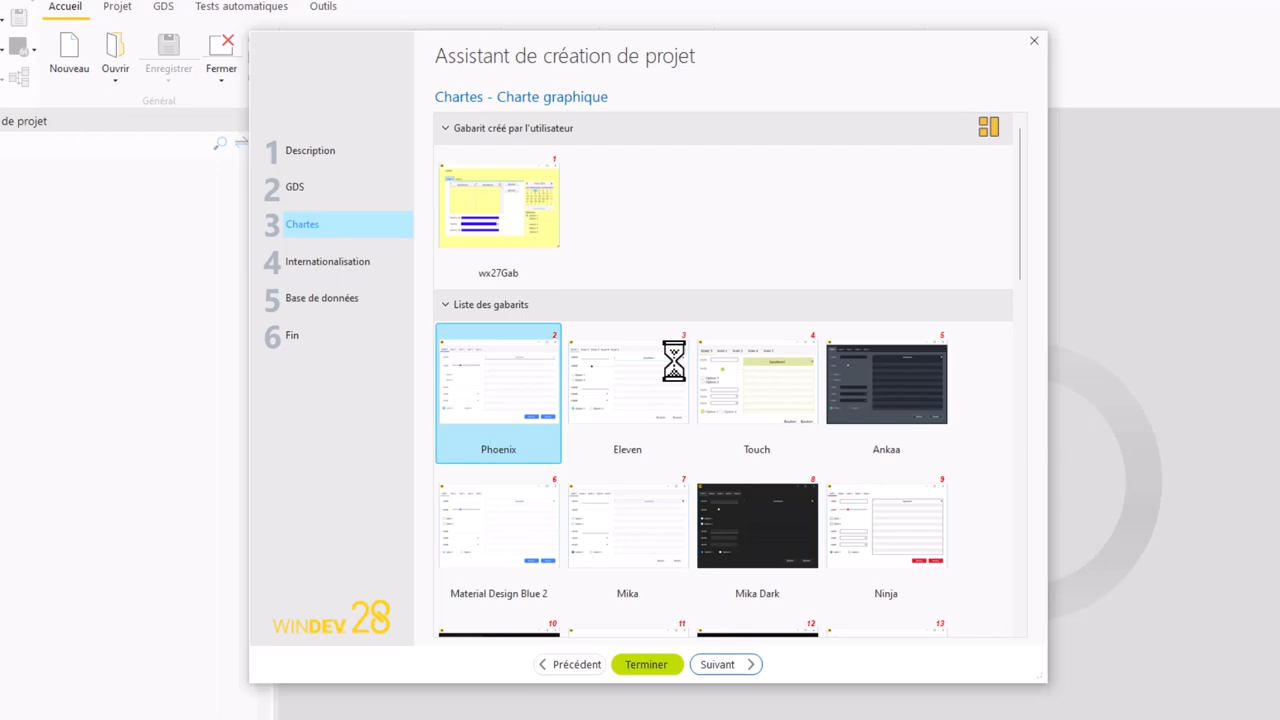 Accueil
Projet
GDS
Tests automatiques
Outils
Nouveau
Ouvrir
Enregistrer
Fermer
Général
de projet
Assistant de création de projet
Chartes - Charte graphique
1 Description
2 GDS
3 Chartes
4 Internationalisation
5 Base de données
6 Fin
WINDEV 28
Gabarit créé par l'utilisateur
1
wx27Gab
Liste des gabarits
2
3
4
5
Phoenix
Eleven
Touch
Ankaa
6
7
8
9
Material Design Blue 2
Mika
Mika Dark
Ninja
10
11
12
13
Précédent
Terminer
Suivant